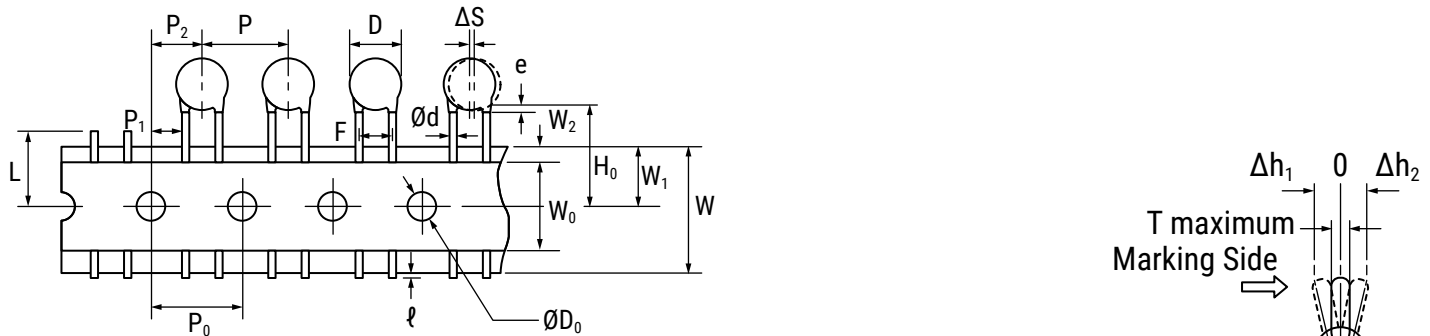 P₂ P D ΔS
e
P₁ F Ød W₂
L H₀ W₁
W₀ W
Δh₁ 0 Δh₂
T maximum
Marking Side
P₀ ℓ ØD₀